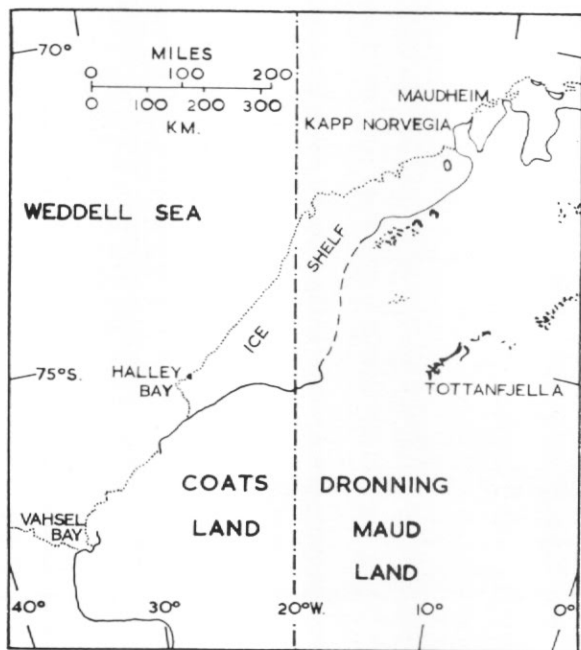 70°
MILES
0 100 200
0 100 200 300
KM.
MAUDHEIM
KAPP NORVEGIA
WEDDELL SEA
ICE SHELF
HALLEY
BAY
75°S.
TOTTANFJELLA
COATS
LAND
DRONNING
MAUD
LAND
VAHSEL
BAY
40° 30° 20°W. 10° 0°